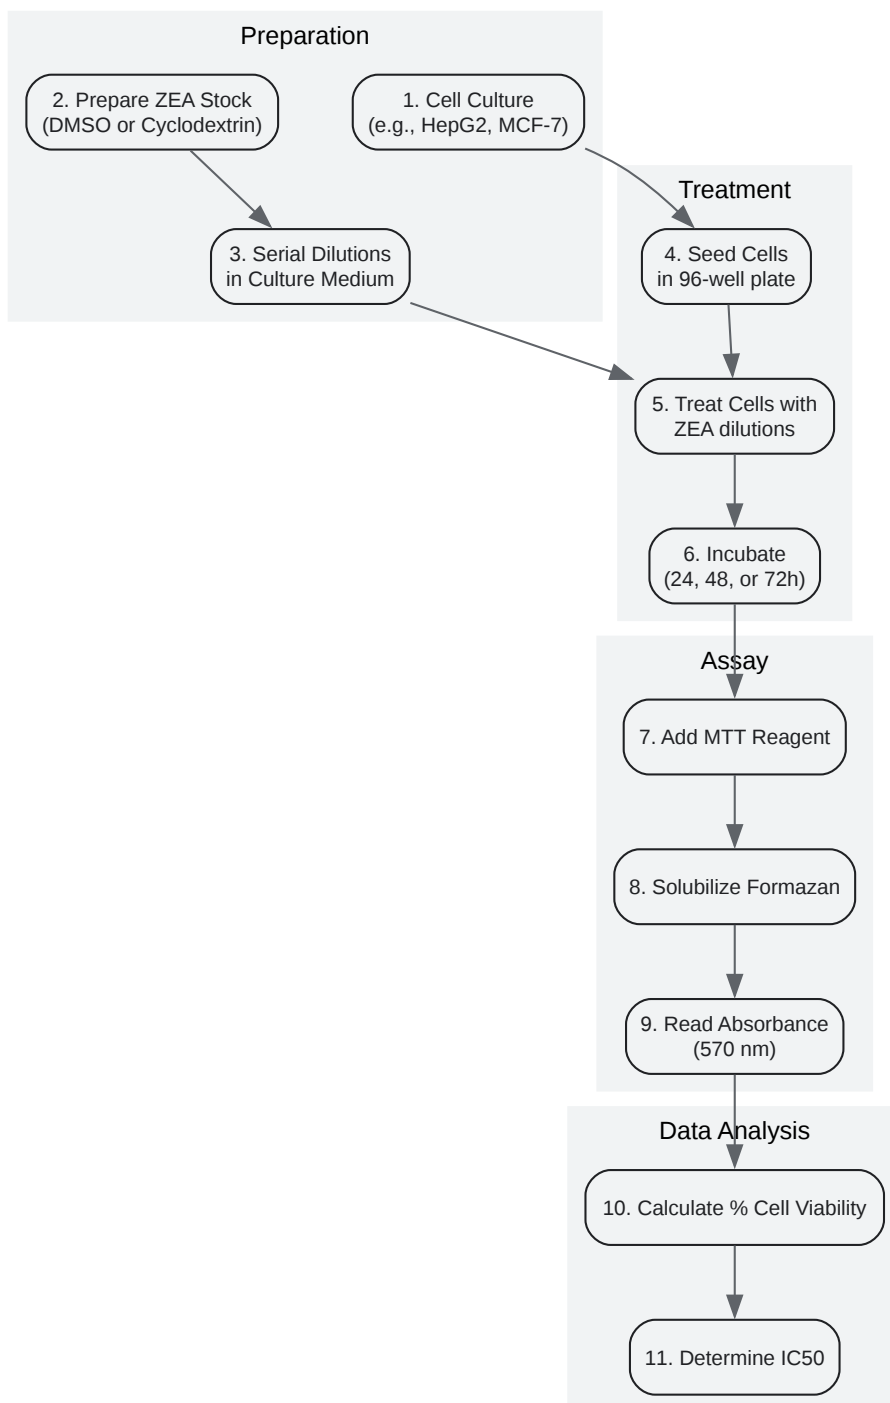 Preparation
2. Prepare ZEA Stock
(DMSO or Cyclodextrin)
1. Cell Culture
(e.g., HepG2, MCF-7)
3. Serial Dilutions
in Culture Medium
Treatment
4. Seed Cells
in 96-well plate
5. Treat Cells with
ZEA dilutions
6. Incubate
(24, 48, or 72h)
Assay
7. Add MTT Reagent
8. Solubilize Formazan
9. Read Absorbance
(570 nm)
Data Analysis
10. Calculate % Cell Viability
11. Determine IC50